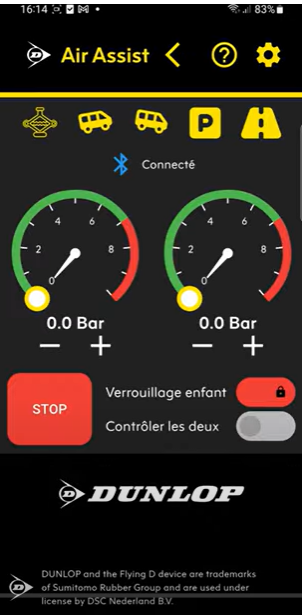 16:14
83%
Air Assist
P
Connecté
4 6
2 8
0
4 6
2 8
0
0.0 Bar 0.0 Bar
− + − +
Verrouillage enfant
STOP
Contrôler les deux
DUNLOP
DUNLOP and the Flying D device are trademarks
of Sumitomo Rubber Group and are used under
license by DSC Nederland B.V.